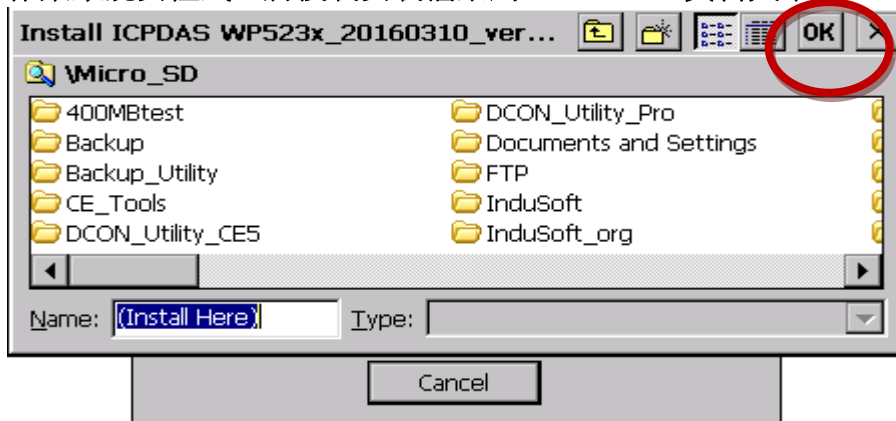 Install ICPDAS WP523x_20160310_ver... OK ×
\Micro_SD
400MBtest DCON_Utility_Pro
Backup Documents and Settings
Backup_Utility FTP
CE_Tools InduSoft
DCON_Utility_CE5 InduSoft_org
Name: (Install Here) Type:
Cancel